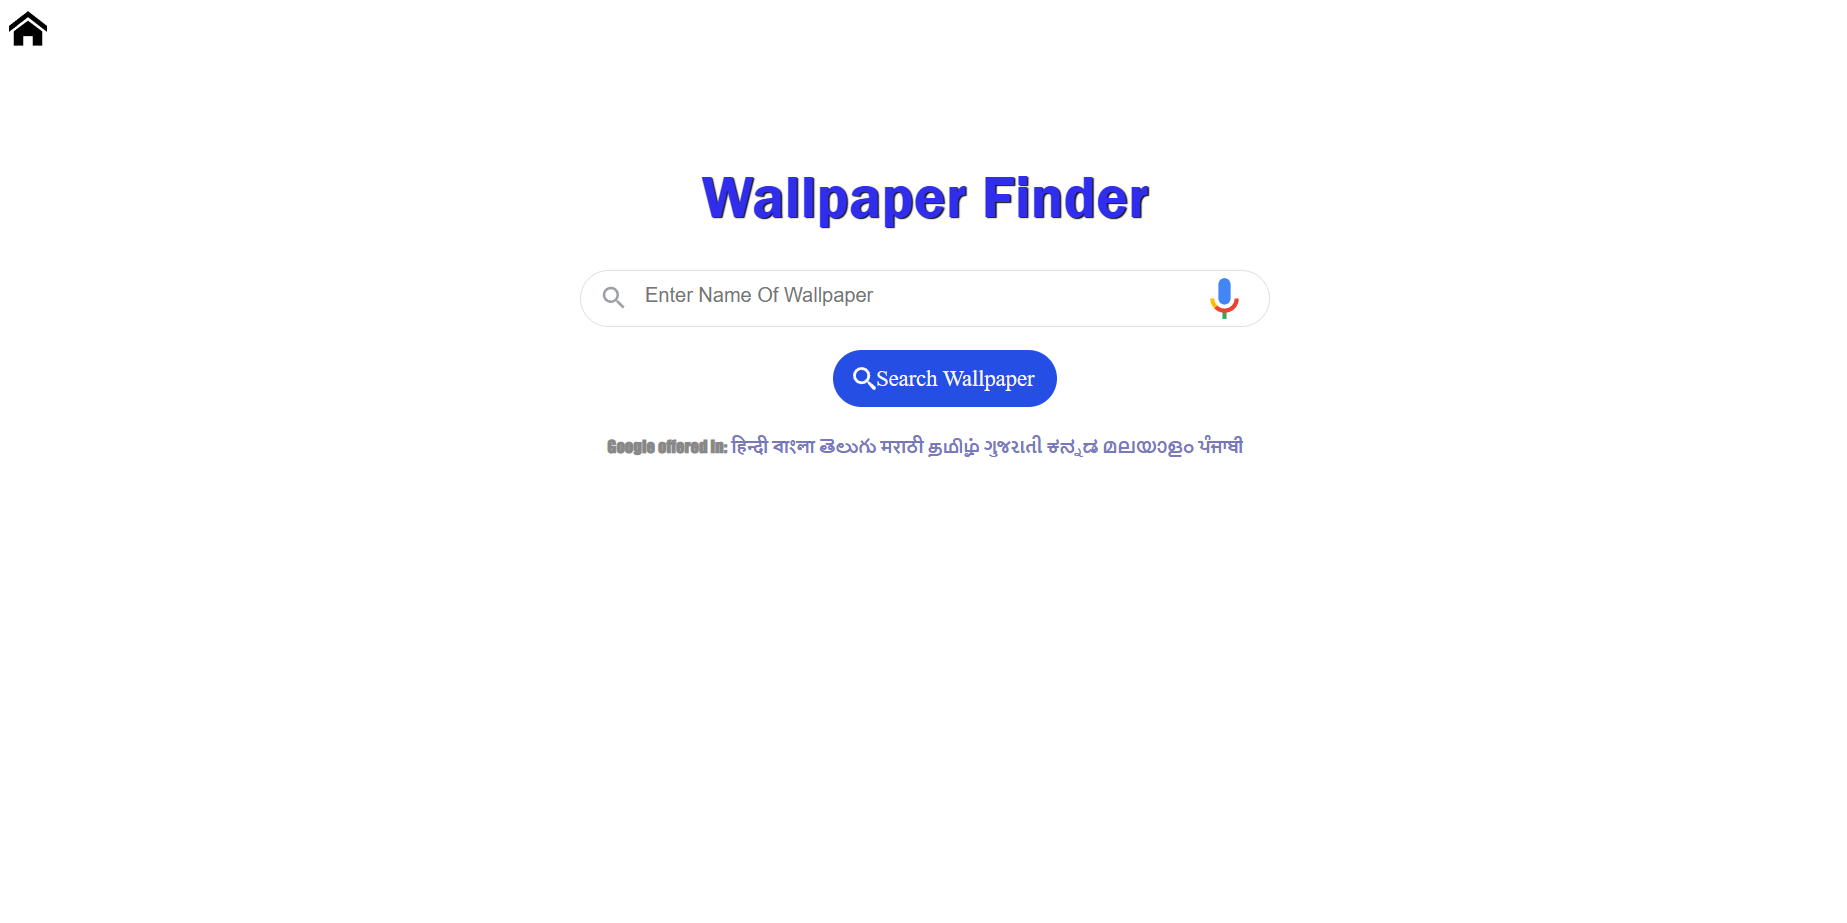 Wallpaper Finder
Enter Name Of Wallpaper
Search Wallpaper
Google offered in: हिन्दी বাংলা తెలుగు मराठी தமிழ் ગુજરાતી ಕನ್ನಡ മലയാളം ਪੰਜਾਬੀ